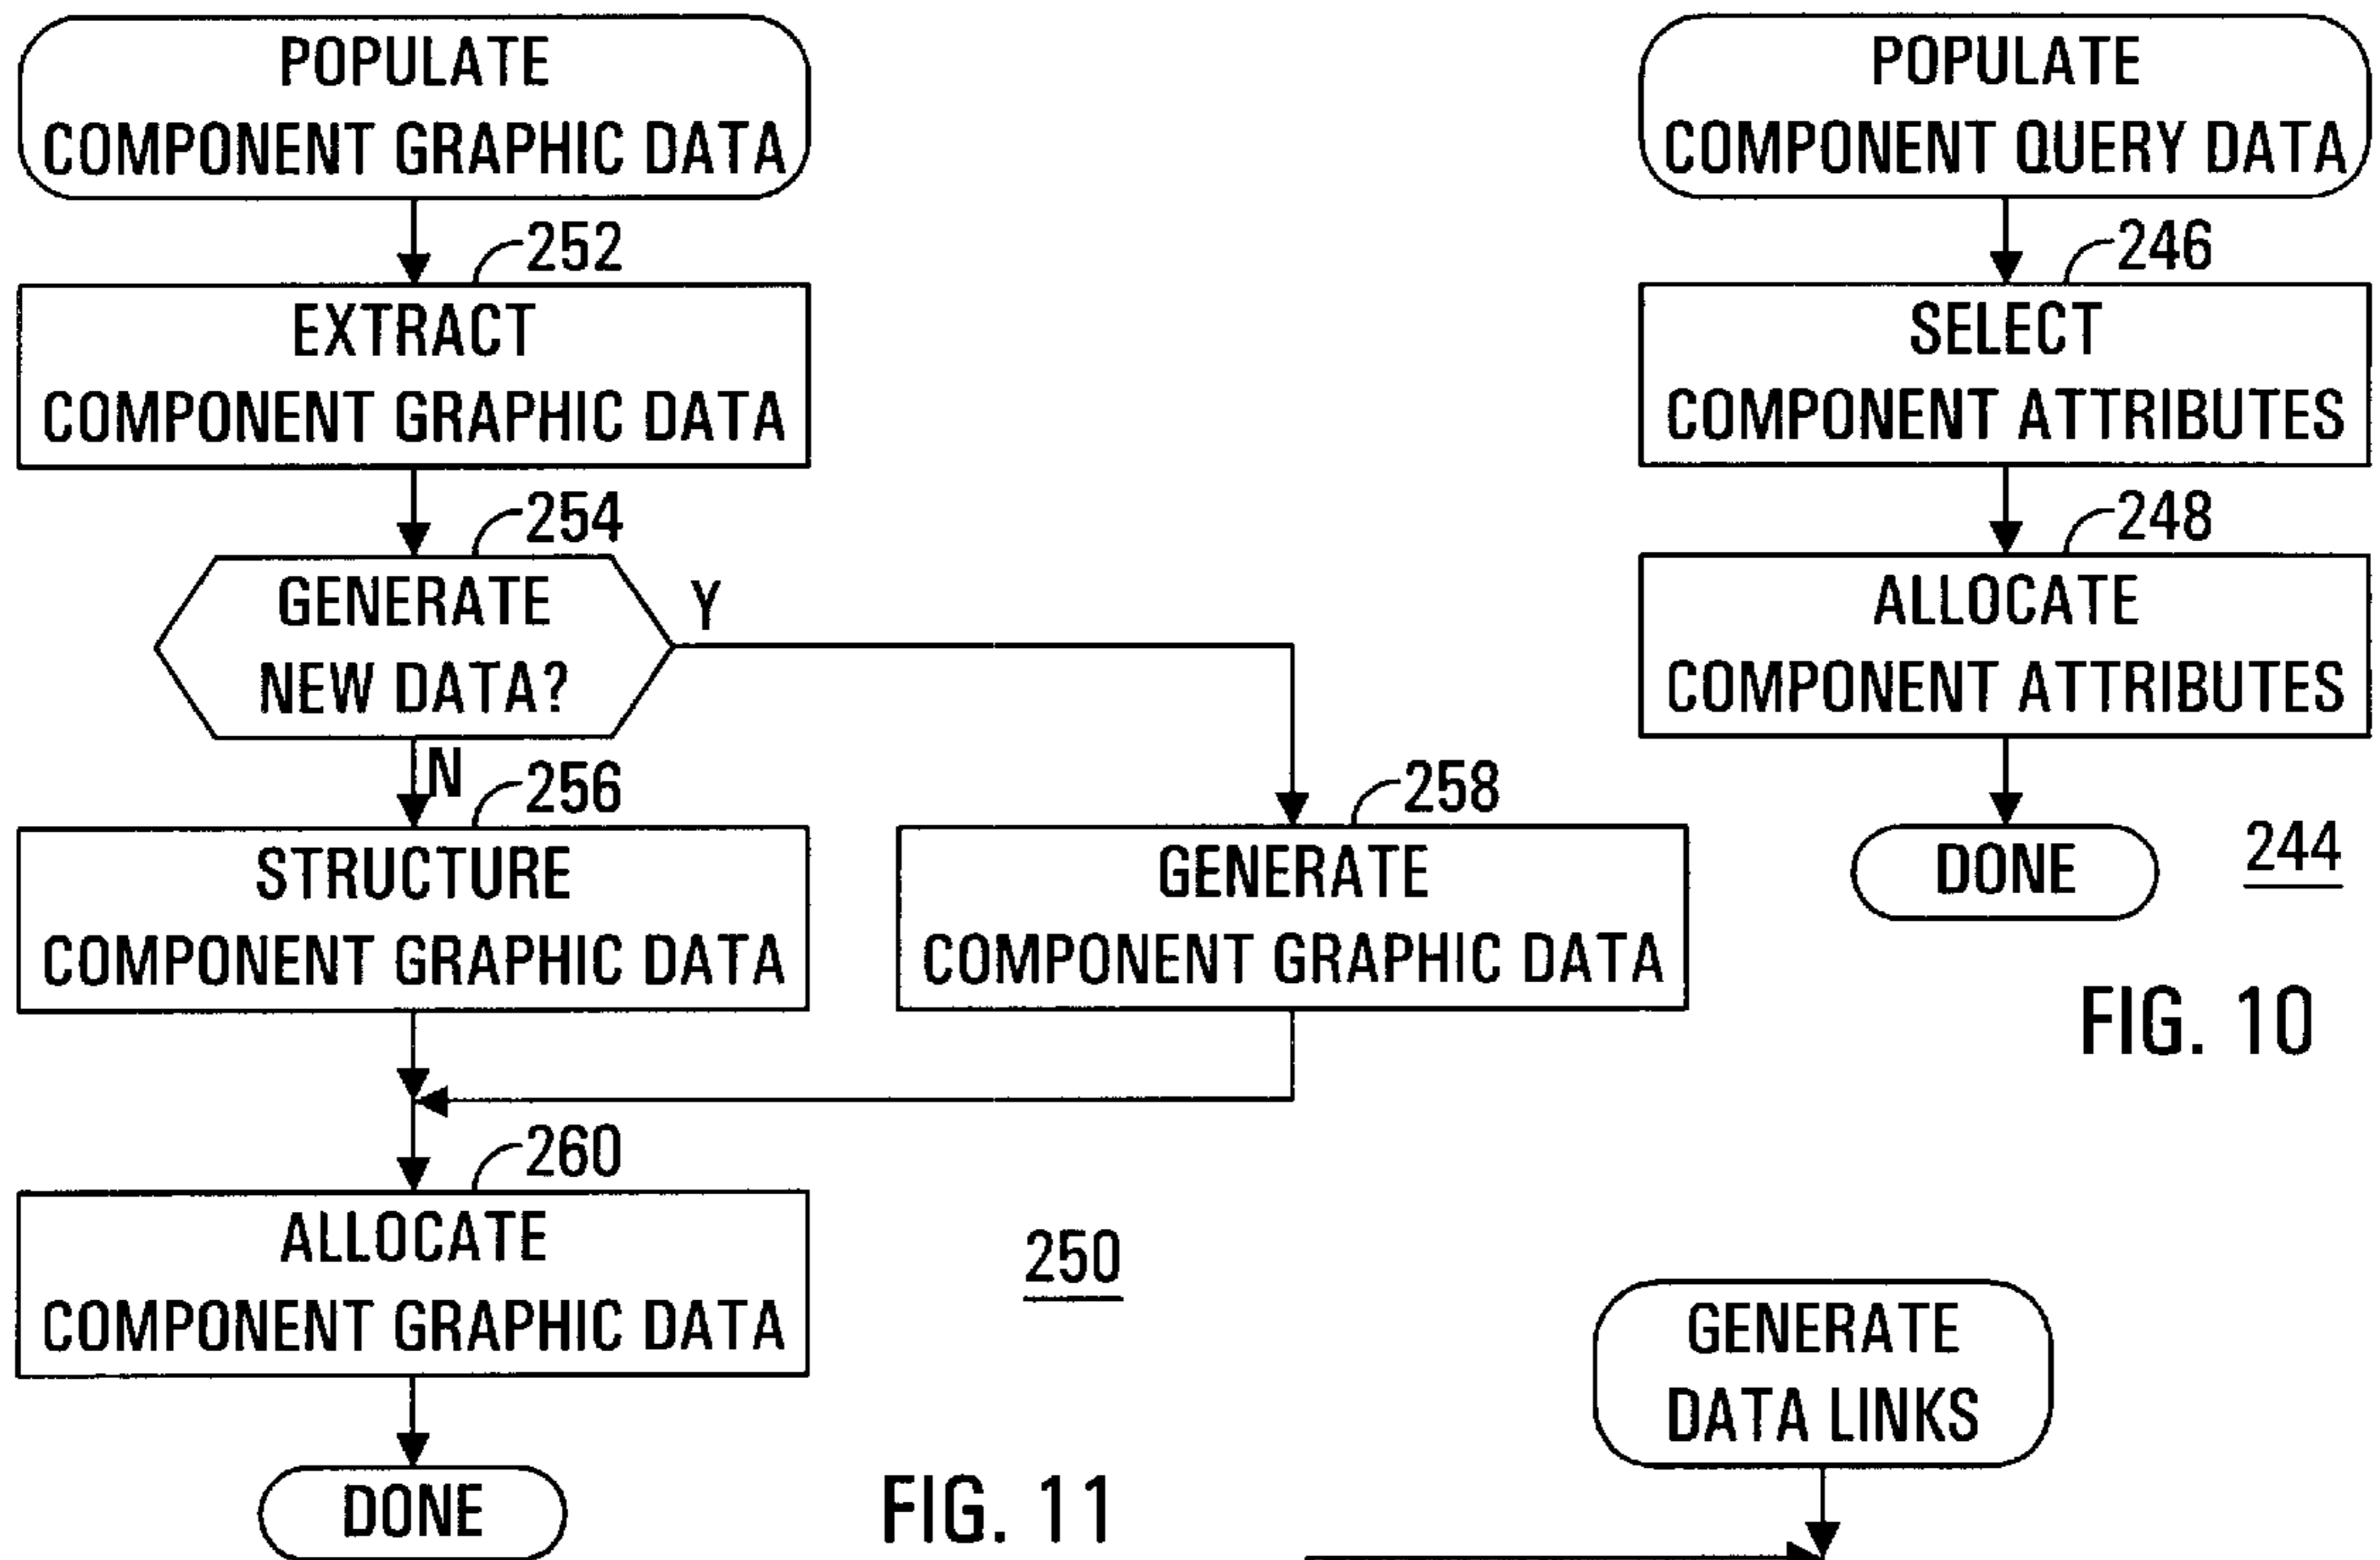 POPULATE
COMPONENT GRAPHIC DATA
252
EXTRACT
COMPONENT GRAPHIC DATA
254
GENERATE
NEW DATA?
Y
N
256
STRUCTURE
COMPONENT GRAPHIC DATA
258
GENERATE
COMPONENT GRAPHIC DATA
260
ALLOCATE
COMPONENT GRAPHIC DATA
DONE
250
FIG. 11
POPULATE
COMPONENT QUERY DATA
246
SELECT
COMPONENT ATTRIBUTES
248
ALLOCATE
COMPONENT ATTRIBUTES
DONE
244
FIG. 10
GENERATE
DATA LINKS